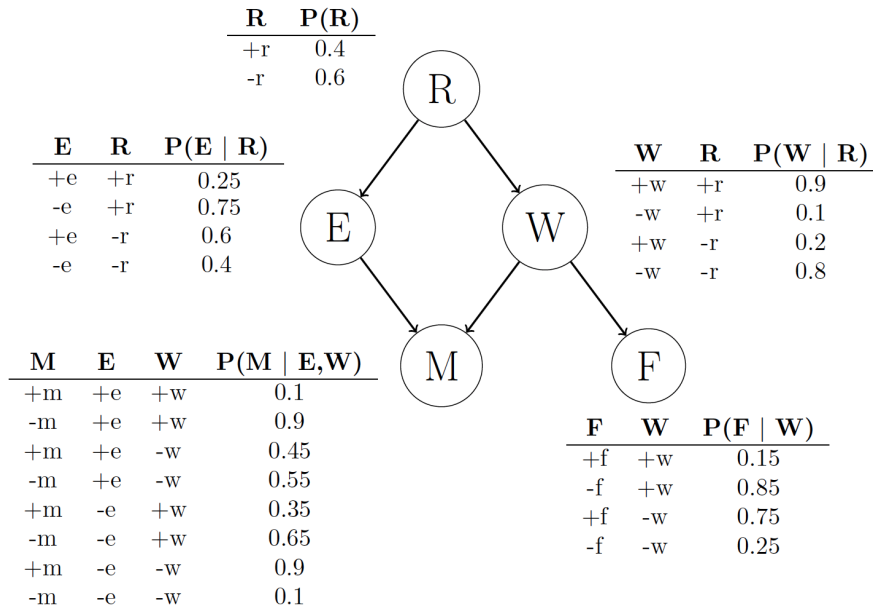 R P(R)
+r 0.4
-r 0.6
R
E R P(E | R)
+e +r 0.25
-e +r 0.75
+e -r 0.6
-e -r 0.4
W R P(W | R)
+w +r 0.9
-w +r 0.1
+w -r 0.2
-w -r 0.8
E
W
M E W P(M | E,W)
+m +e +w 0.1
-m +e +w 0.9
+m +e -w 0.45
-m +e -w 0.55
+m -e +w 0.35
-m -e +w 0.65
+m -e -w 0.9
-m -e -w 0.1
M
F
F W P(F | W)
+f +w 0.15
-f +w 0.85
+f -w 0.75
-f -w 0.25